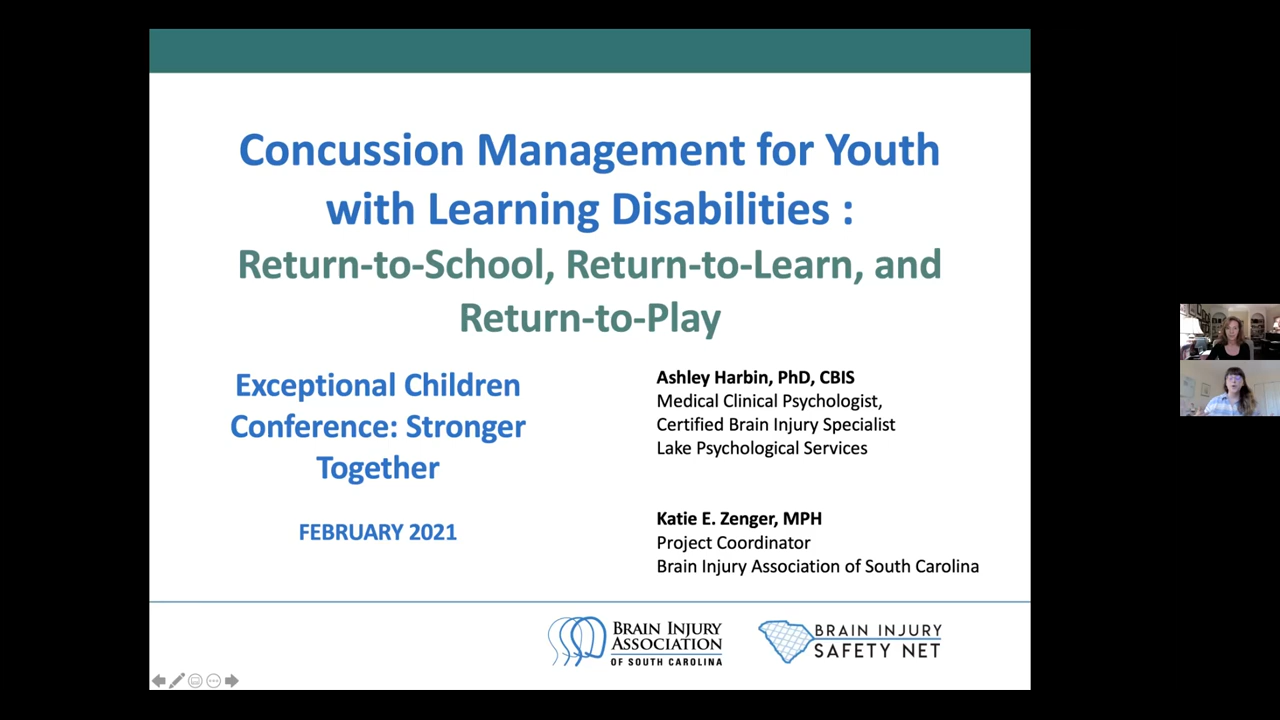 Concussion Management for Youth
with Learning Disabilities :
Return-to-School, Return-to-Learn, and
Return-to-Play
Exceptional Children
Conference: Stronger
Together
FEBRUARY 2021
Ashley Harbin, PhD, CBIS
Medical Clinical Psychologist,
Certified Brain Injury Specialist
Lake Psychological Services
Katie E. Zenger, MPH
Project Coordinator
Brain Injury Association of South Carolina
BRAIN INJURY
ASSOCIATION
OF SOUTH CAROLINA
BRAIN INJURY
SAFETY NET